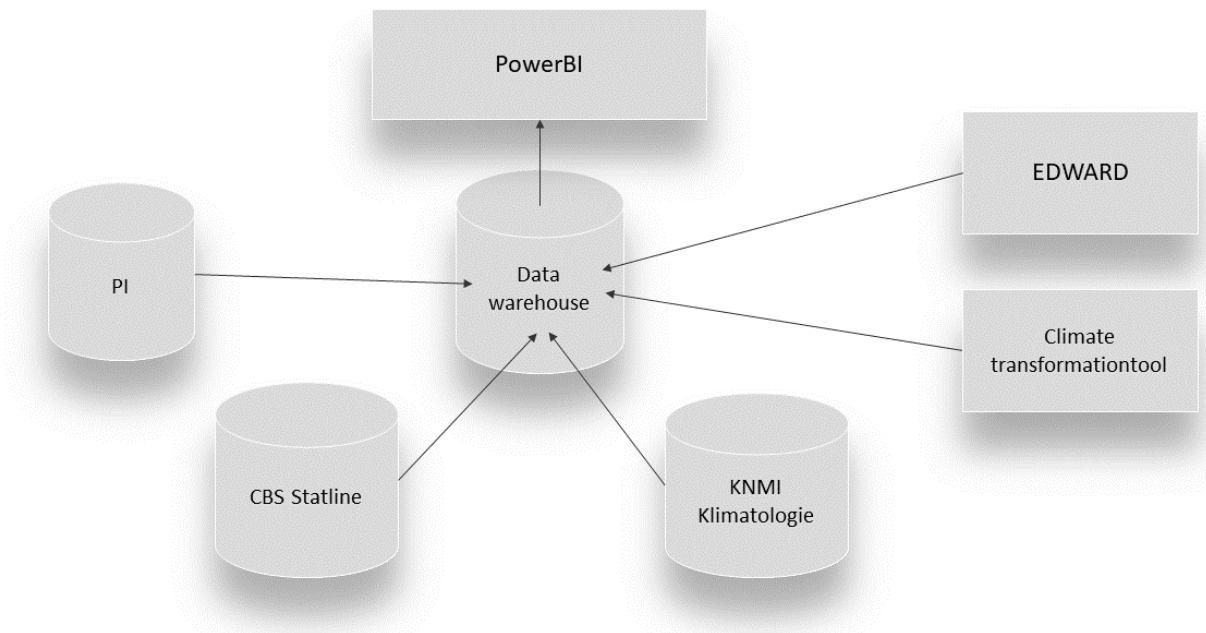 PowerBI
EDWARD
PI
Data
warehouse
Climate
transformationtool
CBS Statline
KNMI
Klimatologie